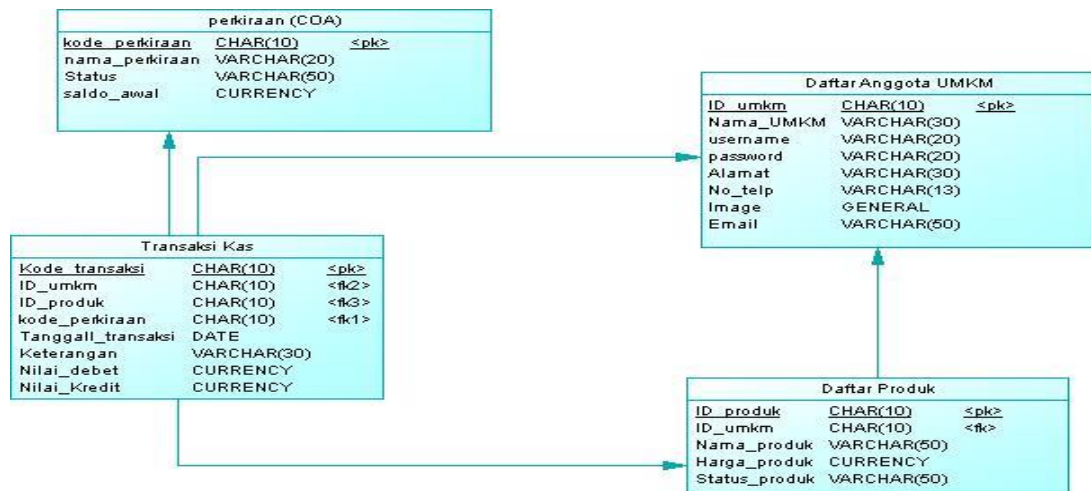 perkiraan (COA)
kode_perkiraan CHAR(10) <pk>
nama_perkiraan VARCHAR(20)
Status VARCHAR(50)
saldo_awal CURRENCY
Daftar Anggota UMKM
ID_umkm CHAR(10) <pk>
Nama_UMKM VARCHAR(30)
username VARCHAR(20)
password VARCHAR(20)
Alamat VARCHAR(30)
No_telp VARCHAR(13)
Image GENERAL
Email VARCHAR(50)
Transaksi Kas
Kode_transaksi CHAR(10) <pk>
ID_umkm CHAR(10) <fk2>
ID_produk CHAR(10) <fk3>
kode_perkiraan CHAR(10) <fk1>
Tanggall_transaksi DATE
Keterangan VARCHAR(30)
Nilai_debet CURRENCY
Nilai_Kredit CURRENCY
Daftar Produk
ID_produk CHAR(10) <pk>
ID_umkm CHAR(10) <fk>
Nama_produk VARCHAR(50)
Harga_produk CURRENCY
Status_produk VARCHAR(50)